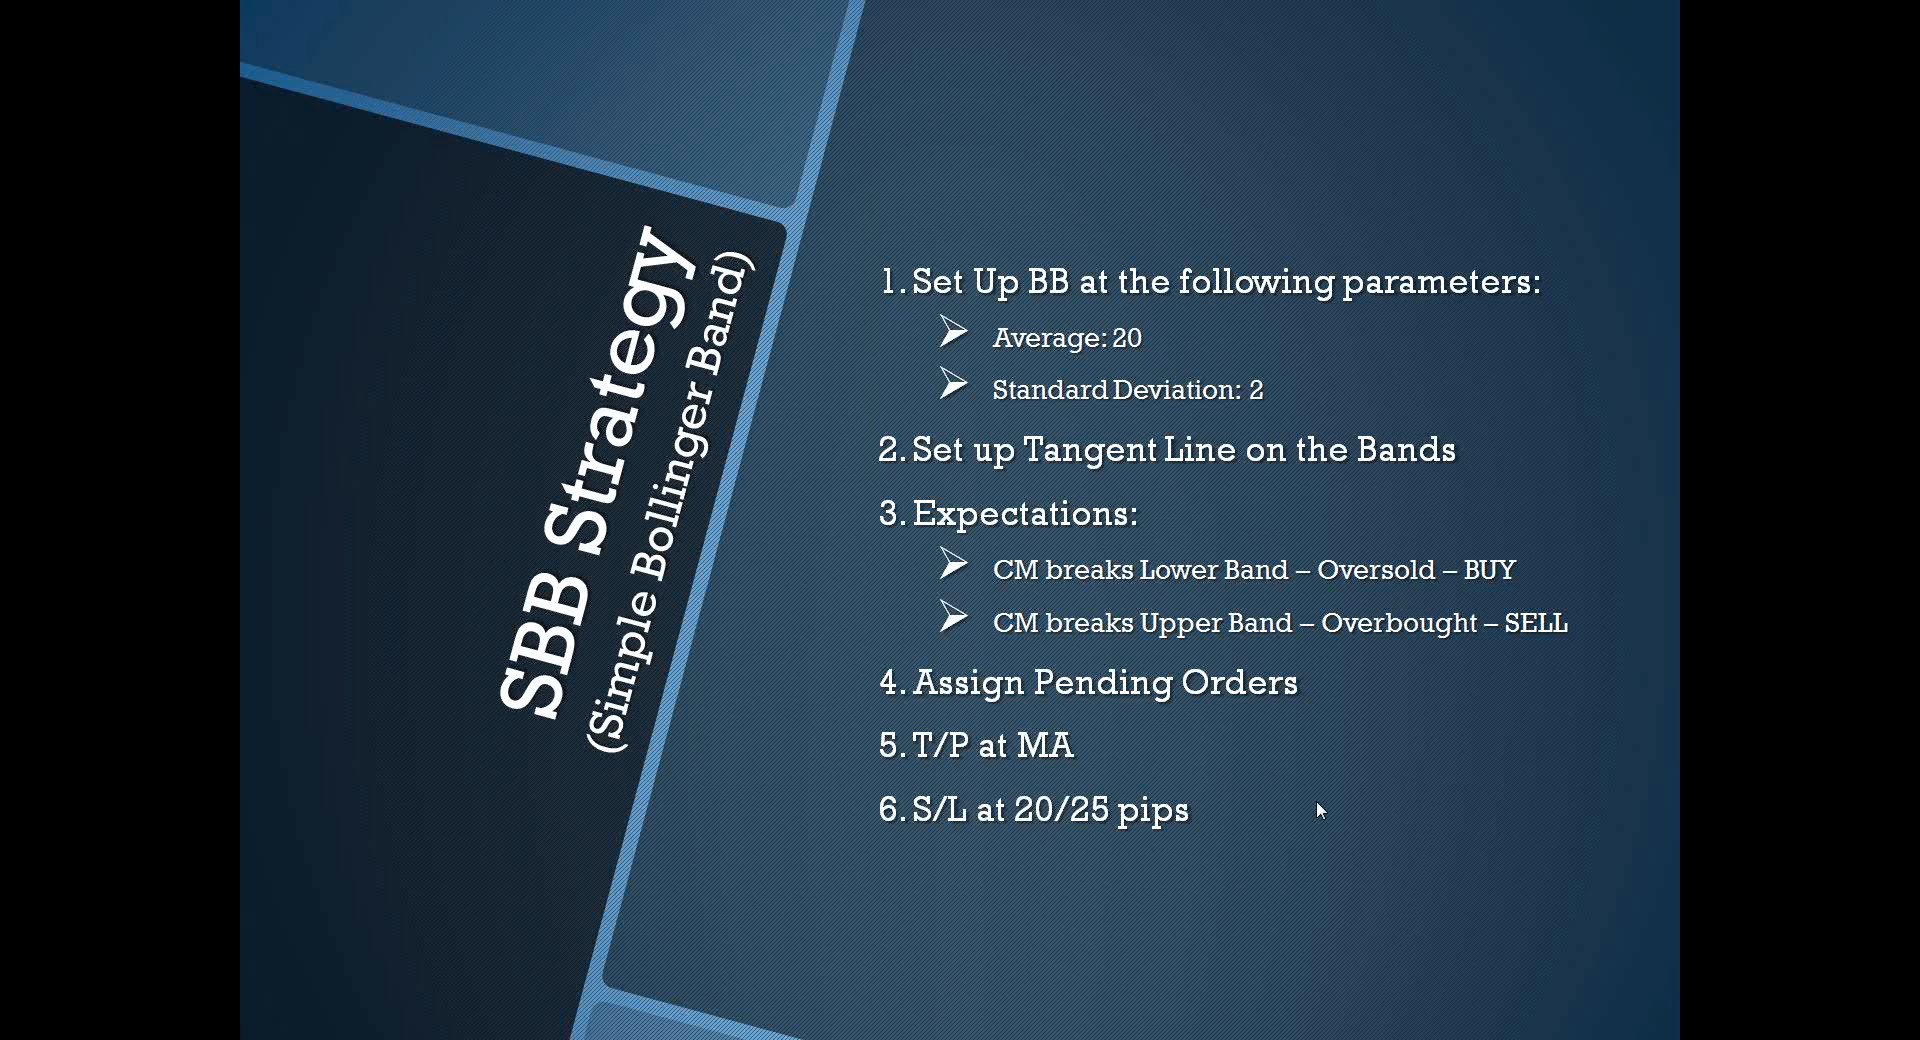 SBB Strategy
(Simple Bollinger Band)
1. Set Up BB at the following parameters:
Average: 20
Standard Deviation: 2
2. Set up Tangent Line on the Bands
3. Expectations:
CM breaks Lower Band – Oversold – BUY
CM breaks Upper Band – Overbought – SELL
4. Assign Pending Orders
5. T/P at MA
6. S/L at 20/25 pips